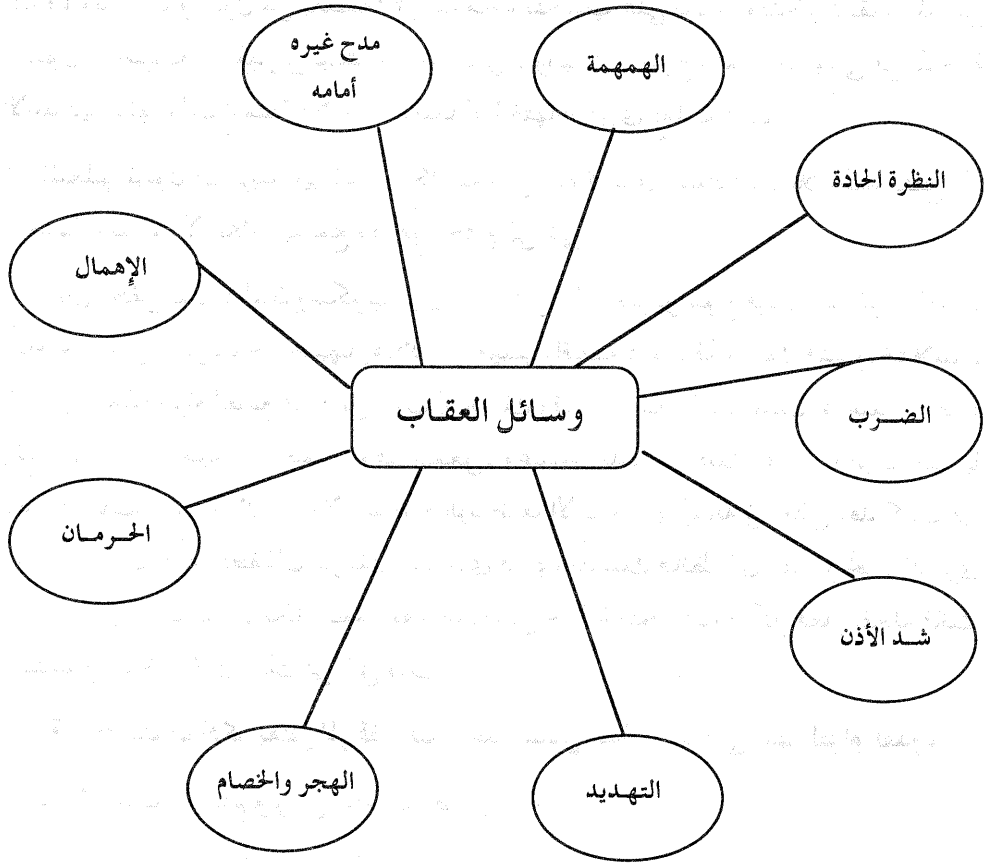 مدح غيره
أمامه
الهمهمة
النظرة الحادة
الإهمال
وسائل العقاب
الضرب
الحرمان
شد الأذن
الهجر والخصام
التهديد